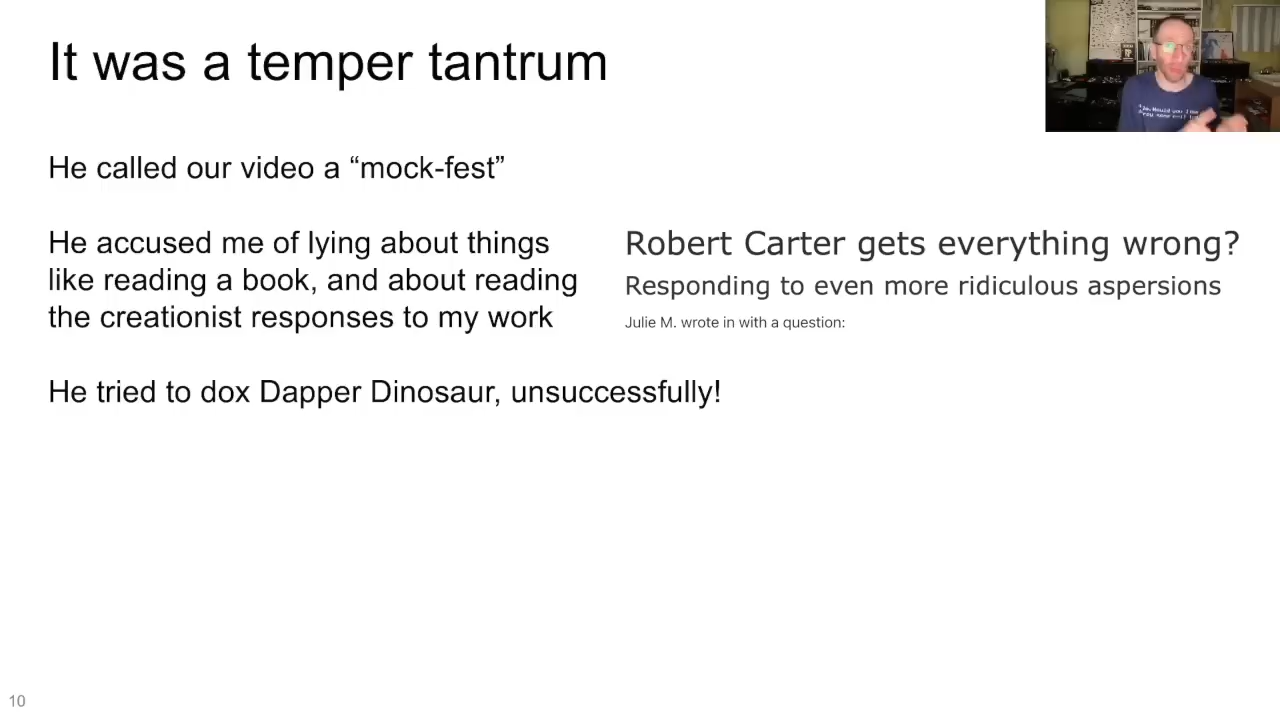 It was a temper tantrum
He called our video a “mock-fest”
He accused me of lying about things
like reading a book, and about reading
the creationist responses to my work
Robert Carter gets everything wrong?
Responding to even more ridiculous aspersions
Julie M. wrote in with a question:
He tried to dox Dapper Dinosaur, unsuccessfully!
10